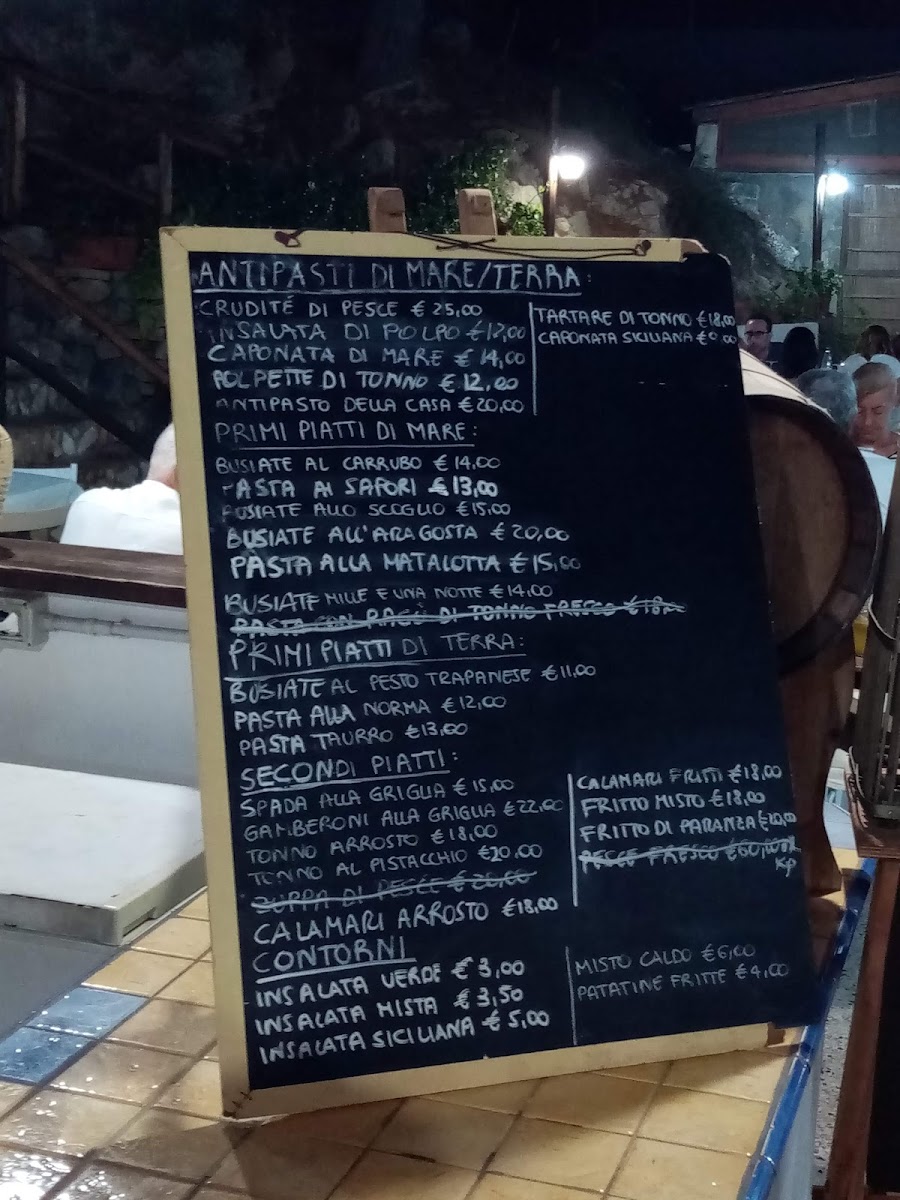 ANTIPASTI DI MARE/TERRA:
CRUDITÉ DI PESCE €25,00
INSALATA DI POLPO €12,00
CAPONATA DI MARE €14,00
POLPETTE DI TONNO €12,00
ANTIPASTO DELLA CASA €20,00
TARTARE DI TONNO €18,00
CAPONATA SICILIANA €9,00
PRIMI PIATTI DI MARE:
BUSIATE AL CARRUBO €14,00
PASTA AI SAPORI €13,00
BUSIATE ALLO SCOGLIO €15,00
BUSIATE ALL'ARAGOSTA €20,00
PASTA ALLA MATALOTTA €15,00
BUSIATE MILLE E UNA NOTTE €14,00
PASTA CON RAGÙ DI TONNO FRESCO
PRIMI PIATTI DI TERRA:
BUSIATE AL PESTO TRAPANESE €11,00
PASTA ALLA NORMA €12,00
PASTA TAURRO €13,00
SECONDI PIATTI:
SPADA ALLA GRIGLIA €15,00
GAMBERONI ALLA GRIGLIA €22,00
TONNO ARROSTO €18,00
TONNO AL PISTACCHIO €20,00
ZUPPA DI PESCE
CALAMARI ARROSTO €18,00
CALAMARI FRITTI €18,00
FRITTO MISTO €18,00
FRITTO DI PARANZA
PESCE FRESCO €60,00
KP
CONTORNI
INSALATA VERDE €3,00
INSALATA MISTA €3,50
INSALATA SICILIANA €5,00
MISTO CALDO €6,00
PATATINE FRITTE €4,00